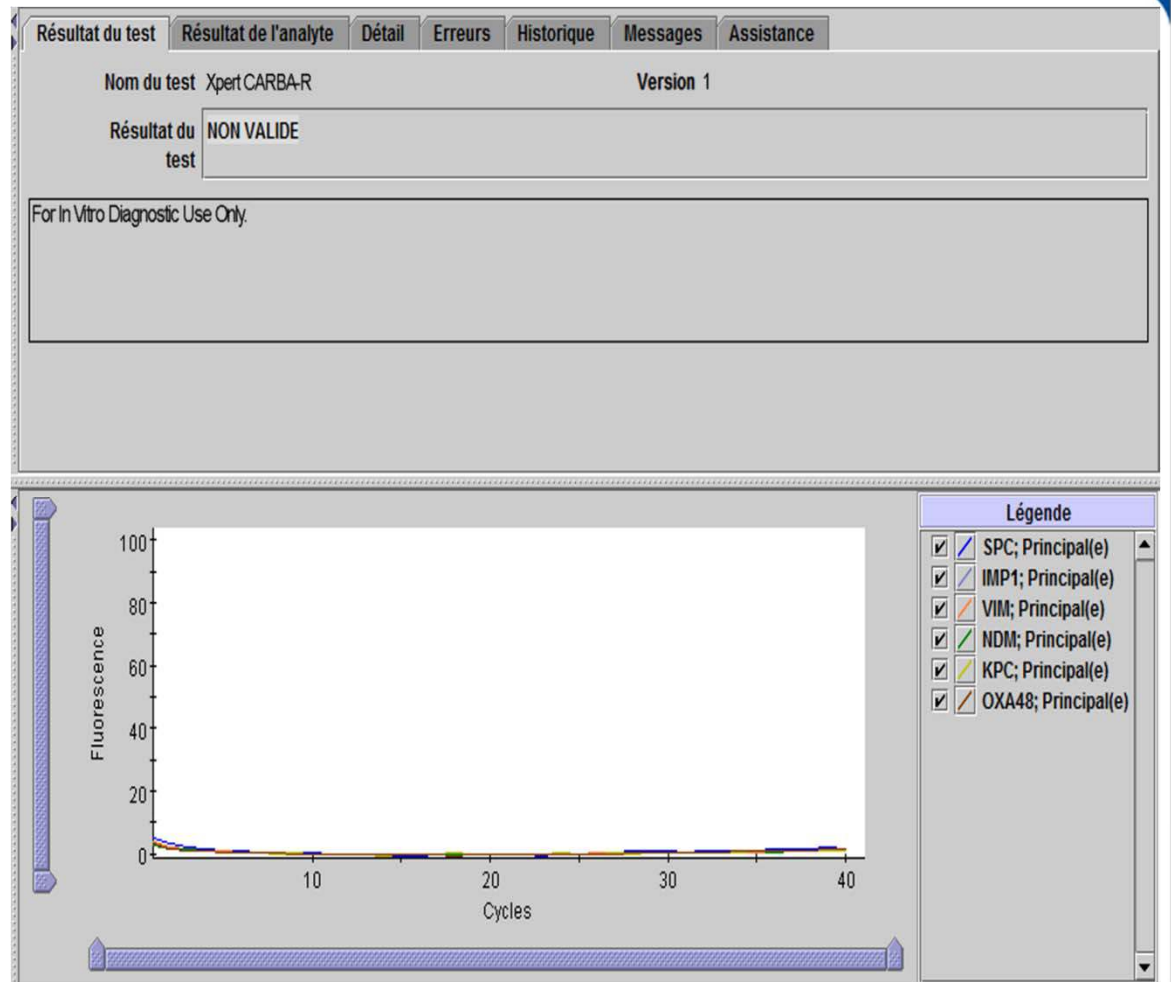 Résultat du test Résultat de l'analyte Détail Erreurs Historique Messages Assistance
Nom du test Xpert CARBA-R Version 1
Résultat du test NON VALIDE
For In Vitro Diagnostic Use Only.
Légende
SPC; Principal(e)
IMP1; Principal(e)
VIM; Principal(e)
NDM; Principal(e)
KPC; Principal(e)
OXA48; Principal(e)
Fluorescence
100
80
60
40
20
0
10 20 30 40
Cycles